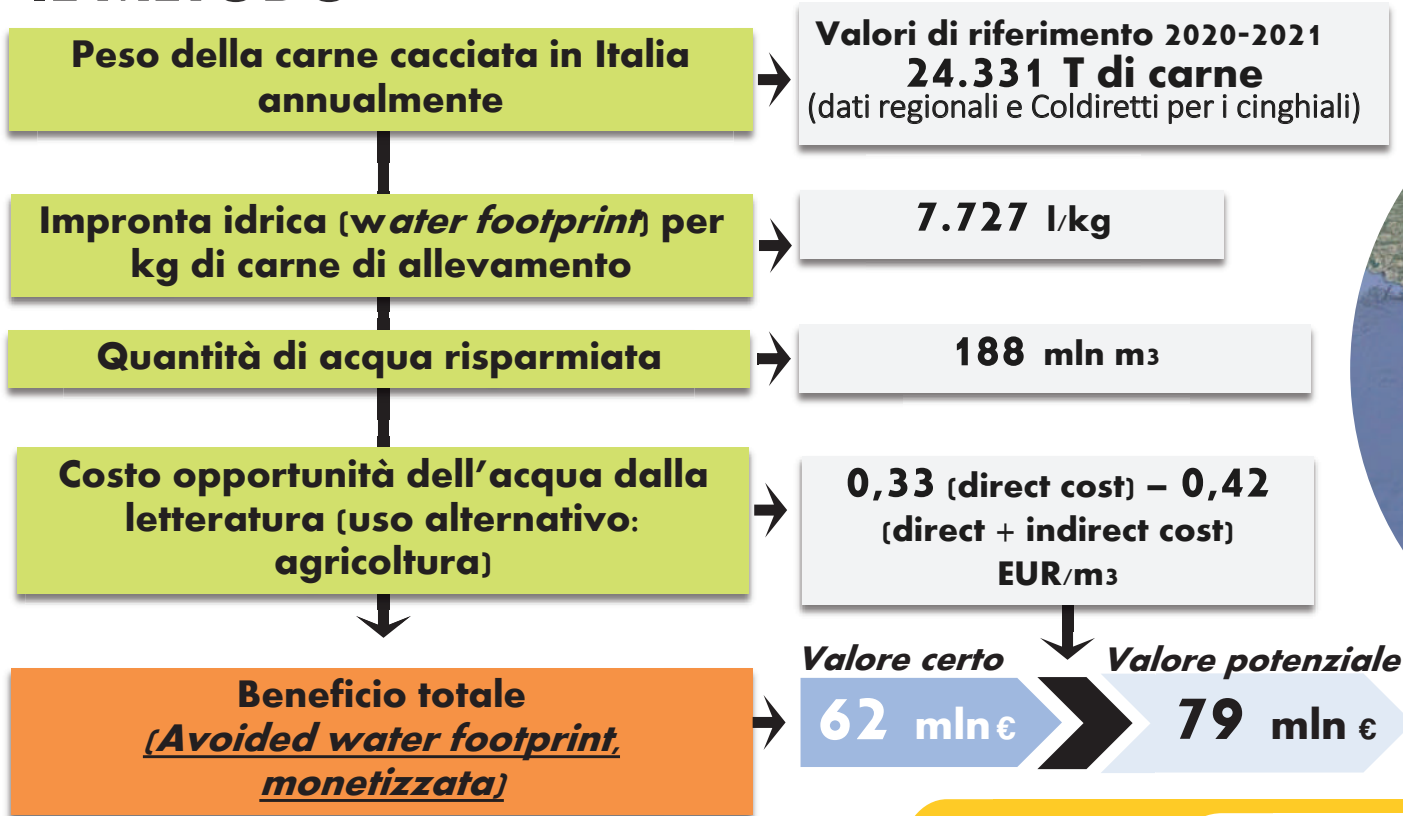 Peso della carne cacciata in Italia
annualmente
Valori di riferimento 2020-2021
24.331 T di carne
(dati regionali e Coldiretti per i cinghiali)
Impronta idrica (water footprint) per
kg di carne di allevamento
7.727 l/kg
Quantità di acqua risparmiata
188 mln m3
Costo opportunità dell’acqua dalla
letteratura (uso alternativo:
agricoltura)
0,33 (direct cost) – 0,42
(direct + indirect cost)
EUR/m3
Beneficio totale
(Avoided water footprint,
monetizzata)
Valore certo
62 mln €
Valore potenziale
79 mln €